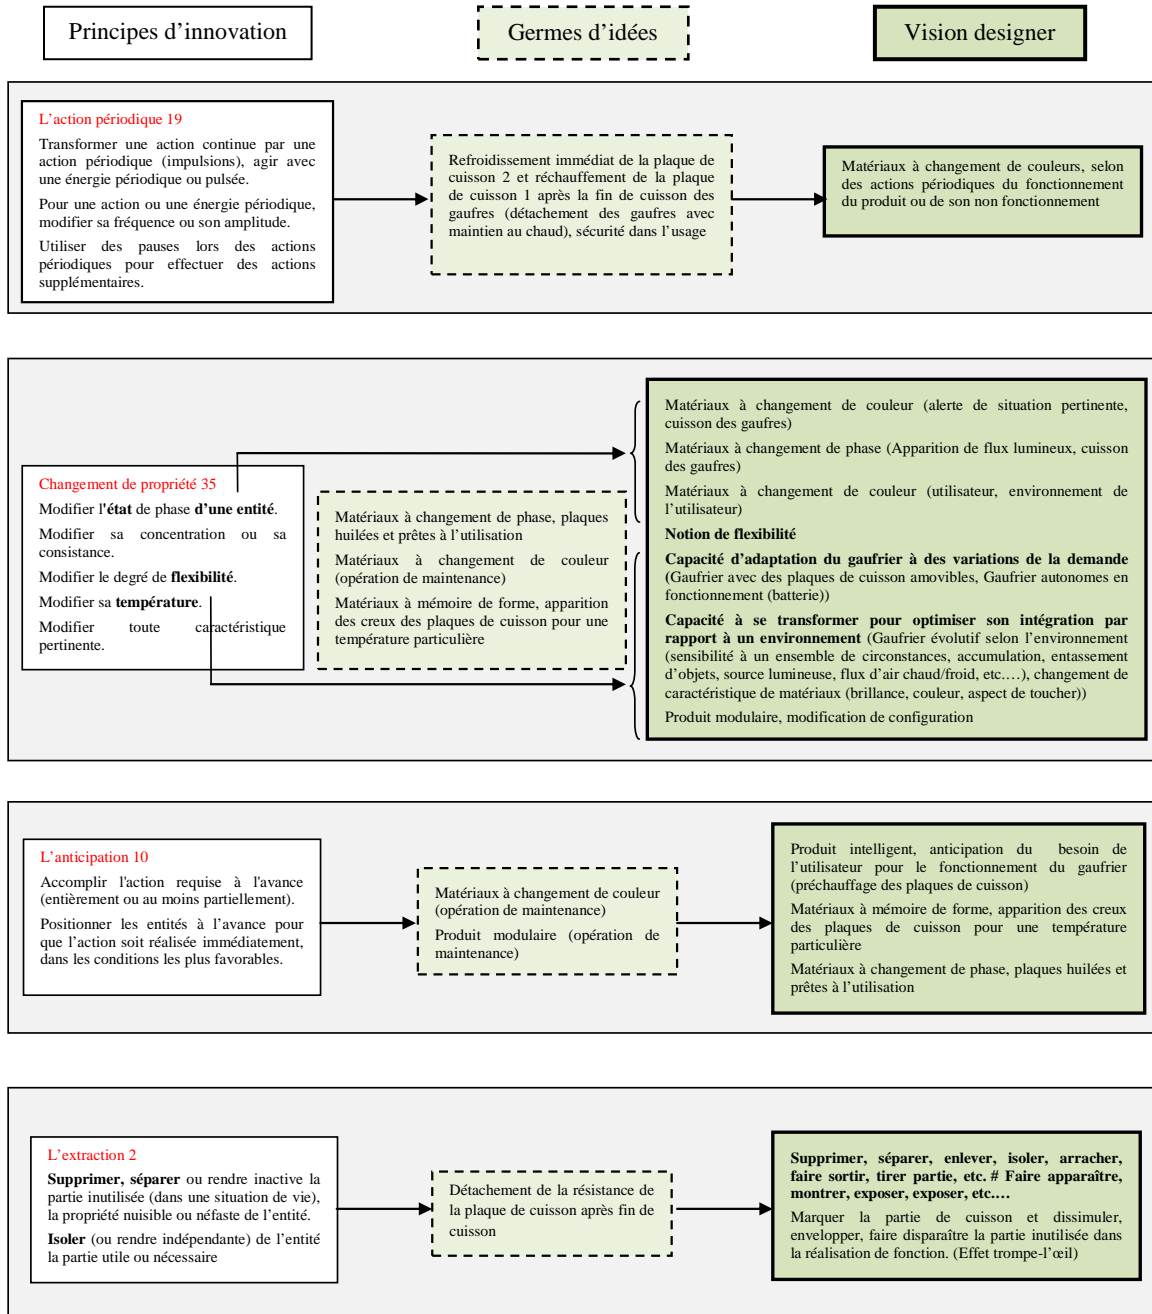 Principes d'innovation
Germes d'idées
Vision designer
L'action périodique 19
Transformer une action continue par une
action périodique (impulsions), agir avec
une énergie périodique ou pulsée.
Pour une action ou une énergie périodique,
modifier sa fréquence ou son amplitude.
Utiliser des pauses lors des actions
périodiques pour effectuer des actions
supplémentaires.
Refroidissement immédiat de la plaque de
cuisson 2 et réchauffement de la plaque
de cuisson 1 après la fin de cuisson des
gaufres (détachement des gaufres avec
maintien au chaud), sécurité dans l'usage
Matériaux à changement de couleurs, selon
des actions périodiques du fonctionnement
du produit ou de son non fonctionnement
Changement de propriété 35
Modifier l'état de phase d'une entité.
Modifier sa concentration ou sa
consistance.
Modifier le degré de flexibilité.
Modifier sa température.
Modifier toute caractéristique
pertinente.
Matériaux à changement de phase, plaques
huilées et prêtes à l'utilisation
Matériaux à changement de couleur
(opération de maintenance)
Matériaux à mémoire de forme, apparition
des creux des plaques de cuisson pour une
température particulière
Matériaux à changement de couleur (alerte de situation pertinente,
cuisson des gaufres)
Matériaux à changement de phase (Apparition de flux lumineux, cuisson
des gaufres)
Matériaux à changement de couleur (utilisateur, environnement de
l'utilisateur)
Notion de flexibilité
Capacité d'adaptation du gaufrier à des variations de la demande
(Gaufrier avec des plaques de cuisson amovibles, Gaufrier autonomes en
fonctionnement (batterie))
Capacité à se transformer pour optimiser son intégration par
rapport à un environnement (Gaufrier évolutif selon l'environnement
(sensibilité à un ensemble de circonstances, accumulation, entassement
d'objets, source lumineuse, flux d'air chaud/froid, etc.…), changement de
caractéristique de matériaux (brillance, couleur, aspect de toucher))
Produit modulaire, modification de configuration
L'anticipation 10
Accomplir l'action requise à l'avance
(entièrement ou au moins partiellement).
Positionner les entités à l'avance pour
que l'action soit réalisée immédiatement,
dans les conditions les plus favorables.
Matériaux à changement de couleur
(opération de maintenance)
Produit modulaire (opération de
maintenance)
Produit intelligent, anticipation du besoin de
l'utilisateur pour le fonctionnement du gaufrier
(préchauffage des plaques de cuisson)
Matériaux à mémoire de forme, apparition des creux
des plaques de cuisson pour une température
particulière
Matériaux à changement de phase, plaques huilées et
prêtes à l'utilisation
L'extraction 2
Supprimer, séparer ou rendre inactive la
partie inutilisée (dans une situation de vie),
la propriété nuisible ou néfaste de l'entité.
Isoler (ou rendre indépendante) de l'entité
la partie utile ou nécessaire
Détachement de la résistance de
la plaque de cuisson après fin de
cuisson
Supprimer, séparer, enlever, isoler, arracher,
faire sortir, tirer partie, etc. # Faire apparaître,
montrer, exposer, exposer, etc.…
Marquer la partie de cuisson et dissimuler,
envelopper, faire disparaître la partie inutilisée dans
la réalisation de fonction. (Effet trompe-l'œil)